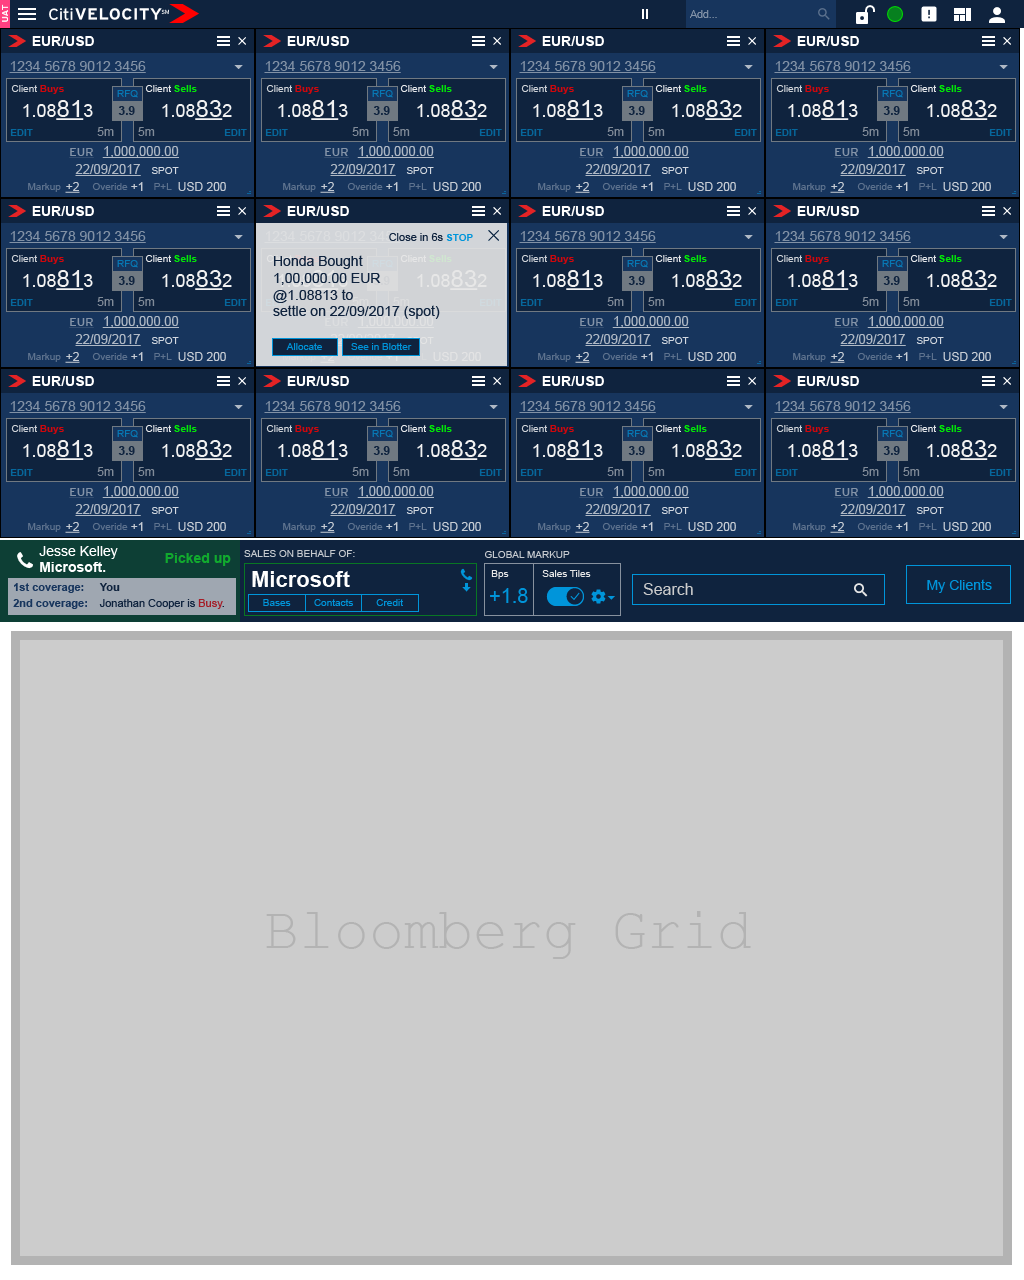 UAT CitiVELOCITY SM Add...
EUR/USD EUR/USD EUR/USD EUR/USD
1234 5678 9012 3456 1234 5678 9012 3456 1234 5678 9012 3456 1234 5678 9012 3456
Client Buys Client Sells Client Buys Client Sells Client Buys Client Sells Client Buys Client Sells
RFQ RFQ RFQ RFQ
1.08813 3.9 1.08832 1.08813 3.9 1.08832 1.08813 3.9 1.08832 1.08813 3.9 1.08832
EDIT 5m 5m EDIT EDIT 5m 5m EDIT EDIT 5m 5m EDIT EDIT 5m 5m EDIT
EUR 1,000,000.00 EUR 1,000,000.00 EUR 1,000,000.00 EUR 1,000,000.00
22/09/2017 SPOT 22/09/2017 SPOT 22/09/2017 SPOT 22/09/2017 SPOT
Markup +2 Overide +1 P+L USD 200 Markup +2 Overide +1 P+L USD 200 Markup +2 Overide +1 P+L USD 200 Markup +2 Overide +1 P+L USD 200
EUR/USD EUR/USD EUR/USD EUR/USD
1234 5678 9012 3456 Close in 6s STOP 1234 5678 9012 3456 1234 5678 9012 3456
Client Buys Client Sells Honda Bought Client Buys Client Sells Client Buys Client Sells
RFQ RFQ RFQ
1.08813 3.9 1.08832 1,00,000.00 EUR 1.08813 3.9 1.08832 1.08813 3.9 1.08832
EDIT 5m 5m EDIT @1.08813 to EDIT 5m 5m EDIT EDIT 5m 5m EDIT
EUR 1,000,000.00 settle on 22/09/2017 (spot) EUR 1,000,000.00 EUR 1,000,000.00
22/09/2017 SPOT Allocate See in Blotter 22/09/2017 SPOT 22/09/2017 SPOT
Markup +2 Overide +1 P+L USD 200 Markup +2 Overide +1 P+L USD 200 Markup +2 Overide +1 P+L USD 200
EUR/USD EUR/USD EUR/USD EUR/USD
1234 5678 9012 3456 1234 5678 9012 3456 1234 5678 9012 3456 1234 5678 9012 3456
Client Buys Client Sells Client Buys Client Sells Client Buys Client Sells Client Buys Client Sells
RFQ RFQ RFQ RFQ
1.08813 3.9 1.08832 1.08813 3.9 1.08832 1.08813 3.9 1.08832 1.08813 3.9 1.08832
EDIT 5m 5m EDIT EDIT 5m 5m EDIT EDIT 5m 5m EDIT EDIT 5m 5m EDIT
EUR 1,000,000.00 EUR 1,000,000.00 EUR 1,000,000.00 EUR 1,000,000.00
22/09/2017 SPOT 22/09/2017 SPOT 22/09/2017 SPOT 22/09/2017 SPOT
Markup +2 Overide +1 P+L USD 200 Markup +2 Overide +1 P+L USD 200 Markup +2 Overide +1 P+L USD 200 Markup +2 Overide +1 P+L USD 200
Jesse Kelley
Microsoft.
Picked up
1st coverage: You
2nd coverage: Jonathan Cooper is Busy.
SALES ON BEHALF OF:
Microsoft
Bases Contacts Credit
GLOBAL MARKUP
Bps Sales Tiles
+1.8
Search
My Clients
Bloomberg Grid